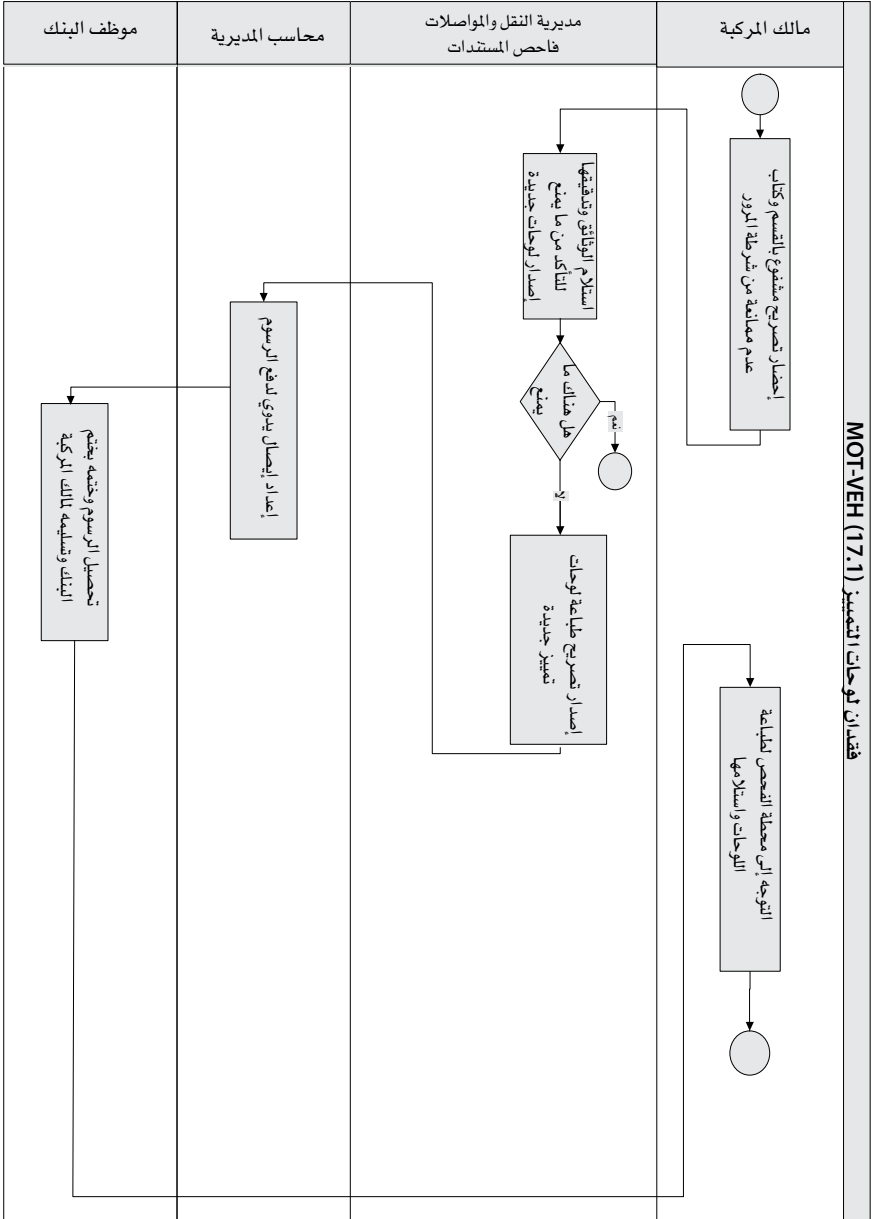 فقدان لوحات التمييز MOT-VEH (17.1)
مالك المركبة
مديرية النقل والمواصلات
فاحص المستندات
محاسب المديرية
موظف البنك
إحضار تصريح مشفوع بالقسم وكتاب
عدم ممانعة من شرطة المرور
استلام الوثائق وتدقيقها
للتأكد من ما يمنع
إصدار لوحات جديدة
هل هناك ما
يمنع
نعم
لا
إصدار تصريح طباعة لوحات
تمييز جديدة
إعداد إيصال يدوي لدفع الرسوم
تحصيل الرسوم وختمه بختم
البنك وتسليمه لمالك المركبة
التوجه إلى محطة الفحص لطباعة
اللوحات واستلامها